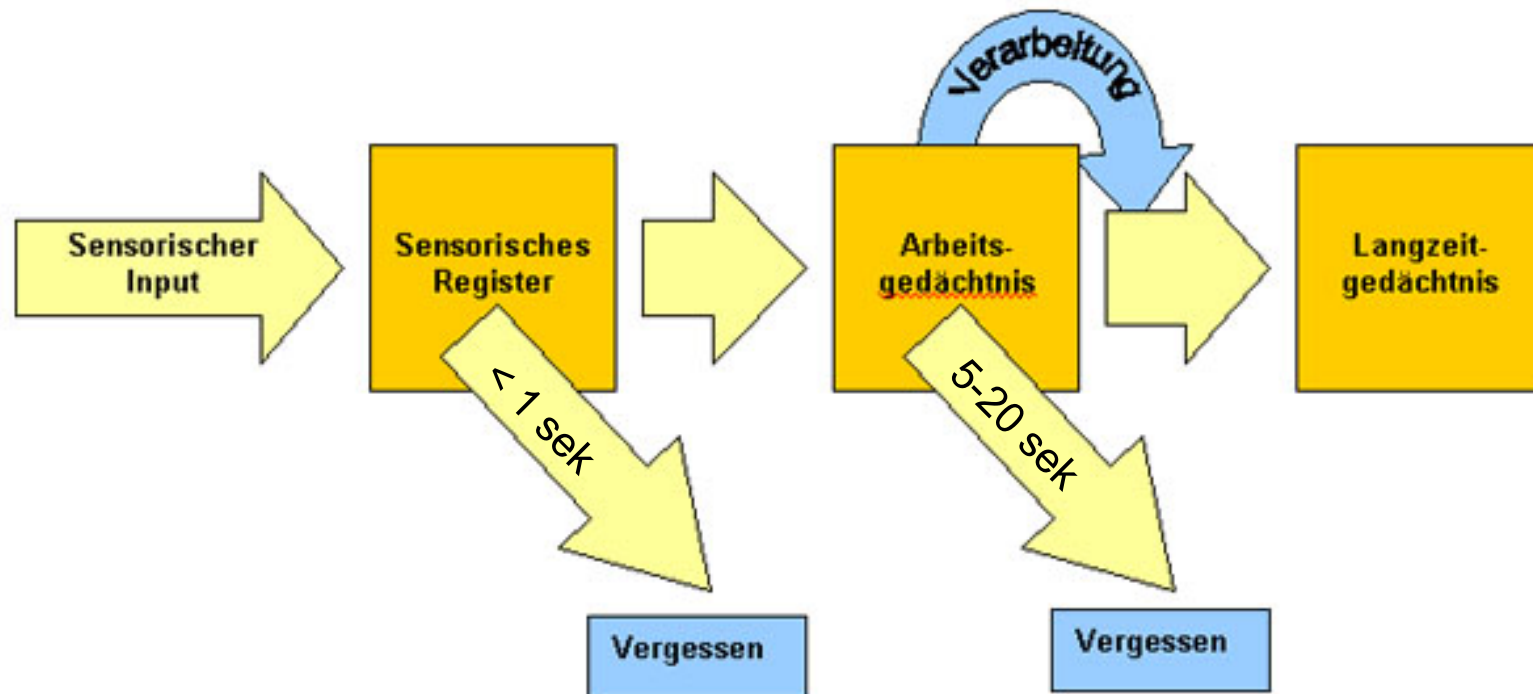 Verarbeitung
Sensorischer
Input
Sensorisches
Register
Arbeits-
gedächtnis
Langzeit-
gedächtnis
< 1 sek
5-20 sek
Vergessen
Vergessen